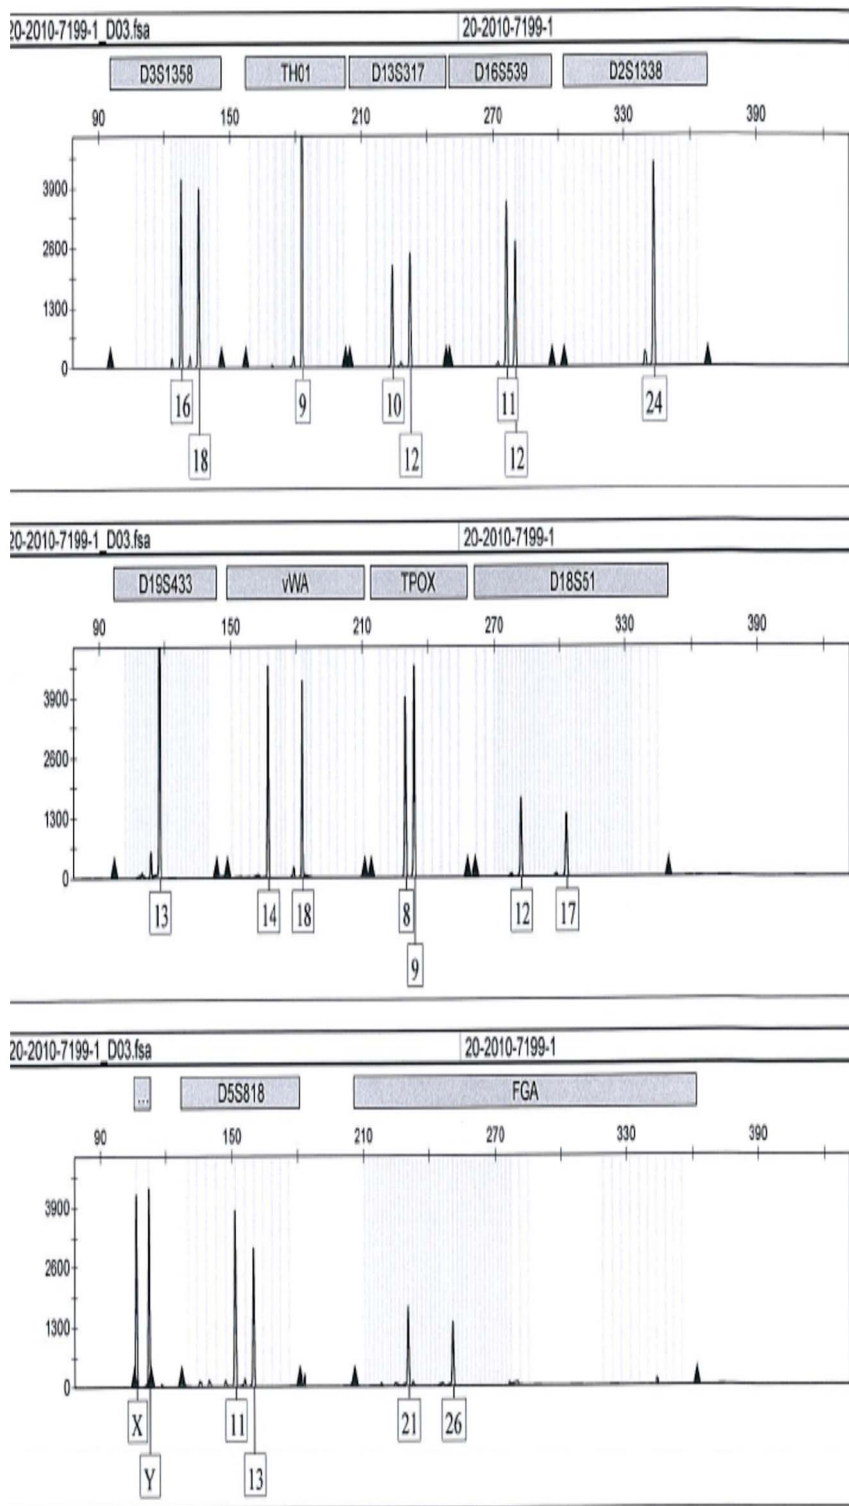 20-2010-7199-1_D03.fsa 20-2010-7199-1
D3S1358 TH01 D13S317 D16S539 D2S1338
90 150 210 270 330 390
3900
2600
1300
0
16 9 10 11 24
18 12 12
20-2010-7199-1_D03.fsa 20-2010-7199-1
D19S433 vWA TPOX D18S51
90 150 210 270 330 390
3900
2600
1300
0
13 14 18 8 12 17
9
20-2010-7199-1_D03.fsa 20-2010-7199-1
... D5S818 FGA
90 150 210 270 330 390
3900
2600
1300
0
X 11 21 26
Y 13